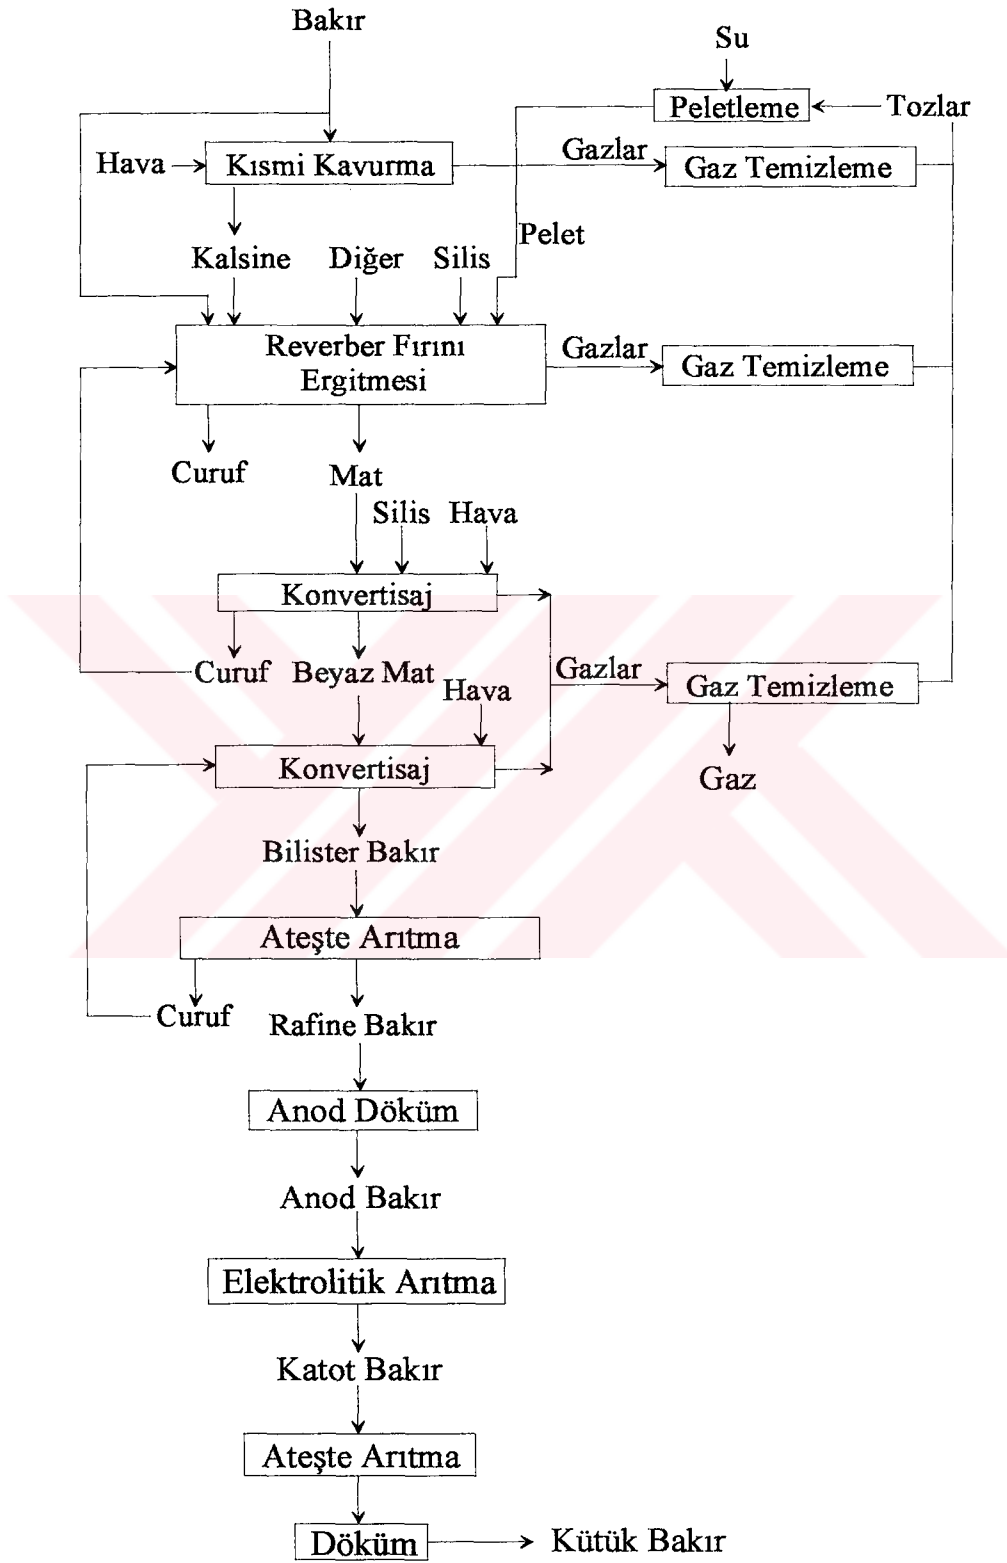 Bakır
Su
Peletleme
Tozlar
Hava
Kısmi Kavurma
Gazlar
Gaz Temizleme
Pelet
Kalsine
Diğer
Silis
Reverber Fırını
Ergitmesi
Gazlar
Gaz Temizleme
Curuf
Mat
Silis
Hava
Konvertisaj
Curuf
Beyaz Mat
Hava
Gazlar
Gaz Temizleme
Konvertisaj
Gaz
Bilister Bakır
Ateşte Arıtma
Curuf
Rafine Bakır
Anod Döküm
Anod Bakır
Elektrolitik Arıtma
Katot Bakır
Ateşte Arıtma
Döküm
Kütük Bakır